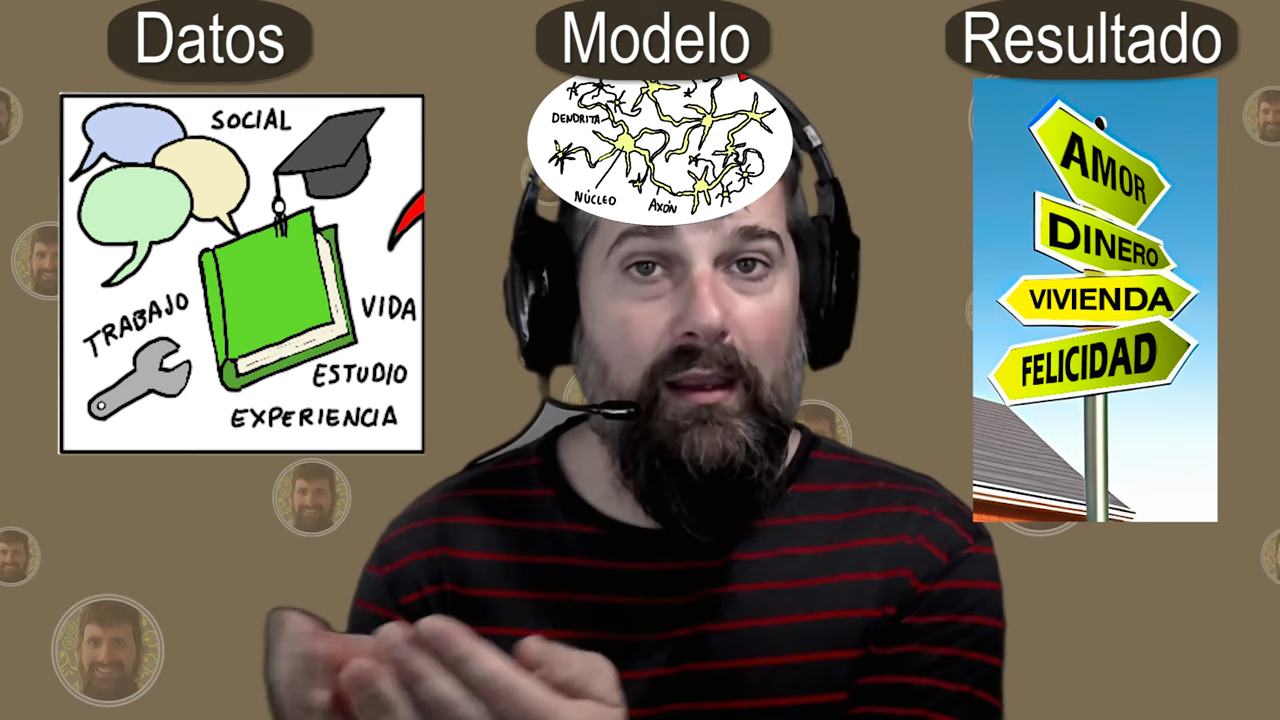 Datos
Modelo
Resultado
SOCIAL
TRABAJO
VIDA
ESTUDIO
EXPERIENCIA
DENDRITA
NÚCLEO
AXÓN
AMOR
DINERO
VIVIENDA
FELICIDAD